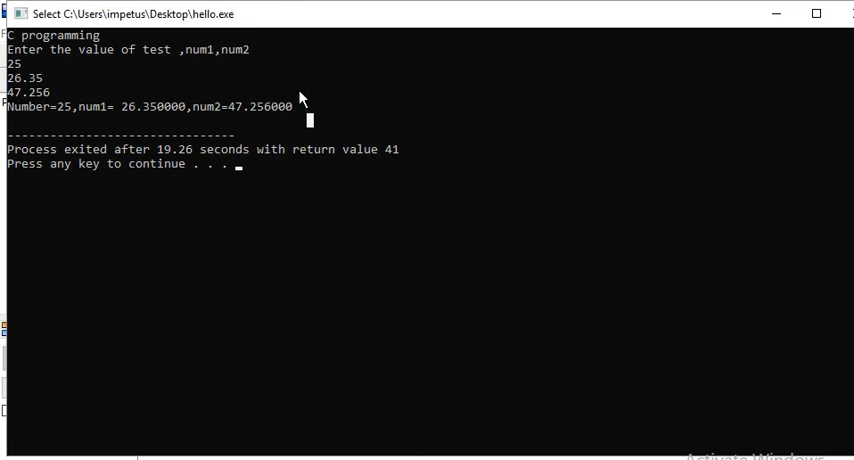 Select C:\Users\impetus\Desktop\hello.exe
C programming
Enter the value of test ,num1,num2
25
26.35
47.256
Number=25,num1= 26.350000,num2=47.256000
--------------------------------
Process exited after 19.26 seconds with return value 41
Press any key to continue . . .
Activate Windows